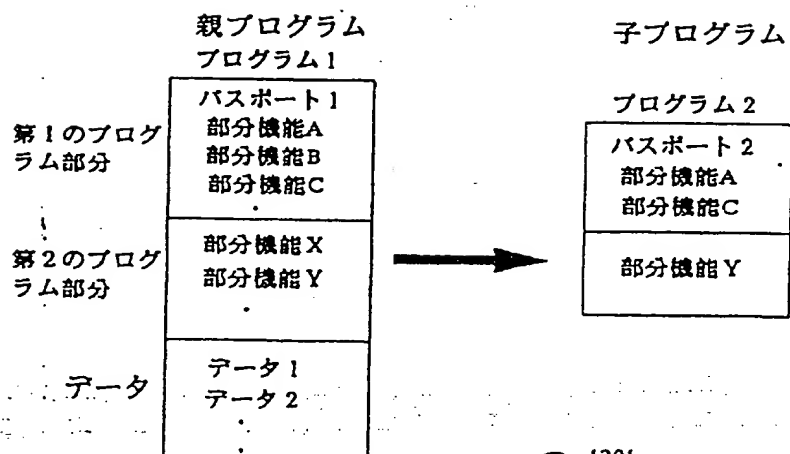 親プログラム
プログラム1
第1のプログ
ラム部分
パスポート1
部分機能A
部分機能B
部分機能C
第2のプログ
ラム部分
部分機能X
部分機能Y
データ
データ1
データ2
子プログラム
プログラム2
パスポート2
部分機能A
部分機能C
部分機能Y